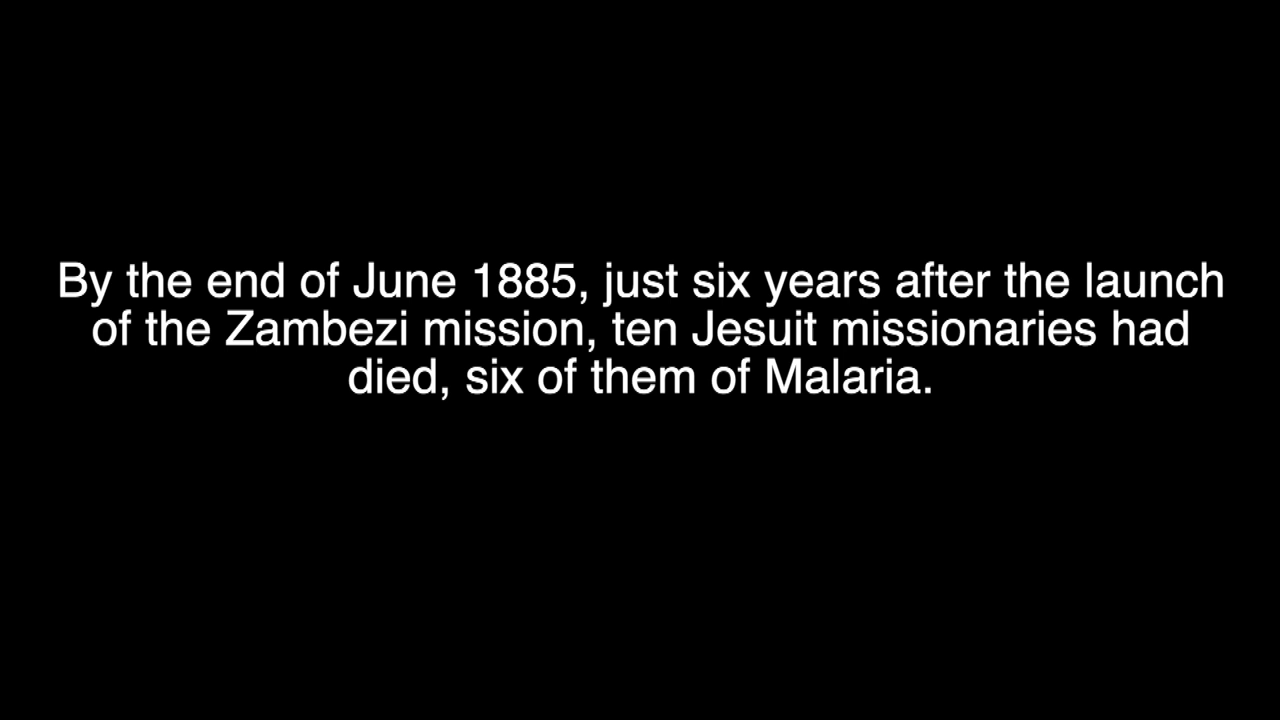 By the end of June 1885, just six years after the launch
of the Zambezi mission, ten Jesuit missionaries had
died, six of them of Malaria.